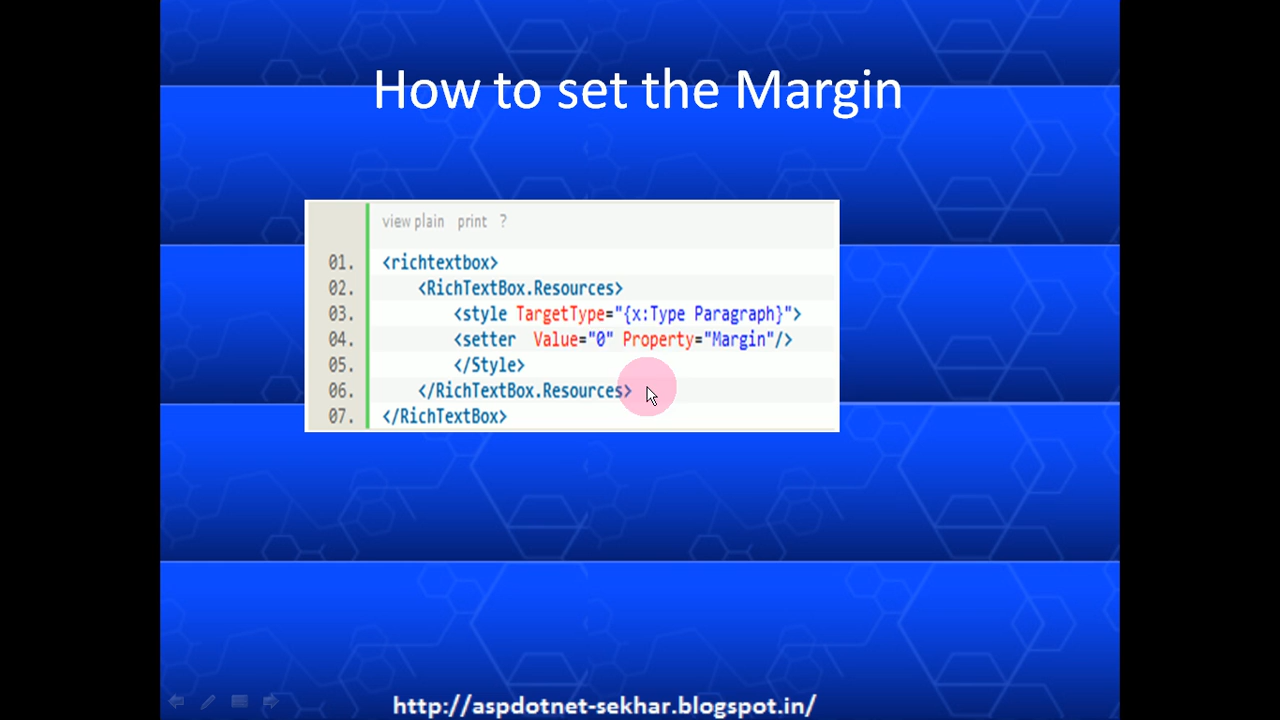 How to set the Margin
view plain print ?
01. <richtextbox>
02. <RichTextBox.Resources>
03. <style TargetType="{x:Type Paragraph}">
04. <setter Value="0" Property="Margin"/>
05. </Style>
06. </RichTextBox.Resources>
07. </RichTextBox>
http://aspdotnet-sekhar.blogspot.in/